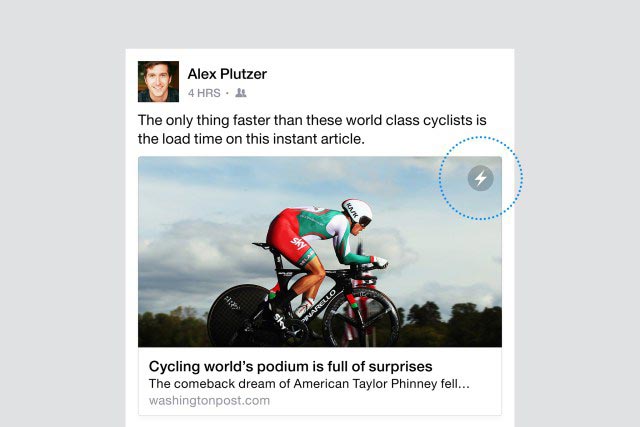 Alex Plutzer
4 HRS ·
The only thing faster than these world class cyclists is
the load time on this instant article.
KASK
SKY
PINARELLO
SKY
Cycling world's podium is full of surprises
The comeback dream of American Taylor Phinney fell…
washingtonpost.com